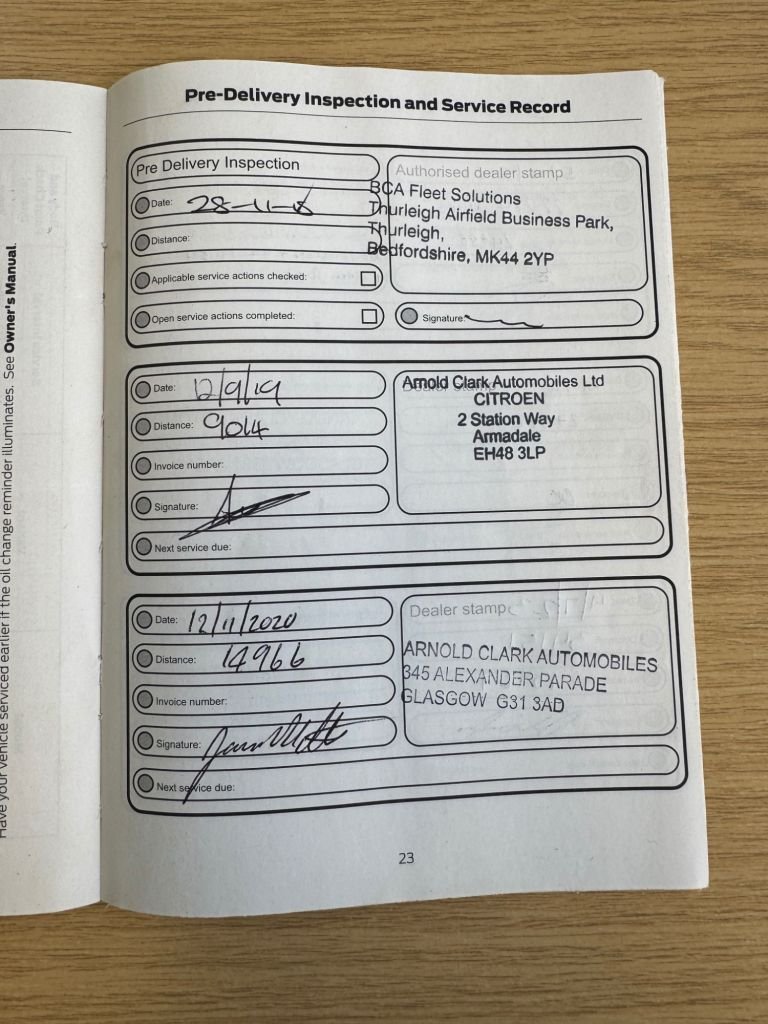 Have your vehicle serviced earlier if the oil change reminder illuminates. See Owner's Manual.
Pre-Delivery Inspection and Service Record
Pre Delivery Inspection
Date: 28-11-18
Distance:
Applicable service actions checked:
Open service actions completed:
Authorised dealer stamp
BCA Fleet Solutions
Thurleigh Airfield Business Park,
Thurleigh,
Bedfordshire, MK44 2YP
Signature:
Date: 12/9/19
Distance: 9014
Invoice number:
Signature:
Next service due:
Dealer stamp
Arnold Clark Automobiles Ltd
CITROEN
2 Station Way
Armadale
EH48 3LP
Date: 12/11/2020
Distance: 14966
Invoice number:
Signature:
Next service due:
Dealer stamp
ARNOLD CLARK AUTOMOBILES
345 ALEXANDER PARADE
GLASGOW G31 3AD
23